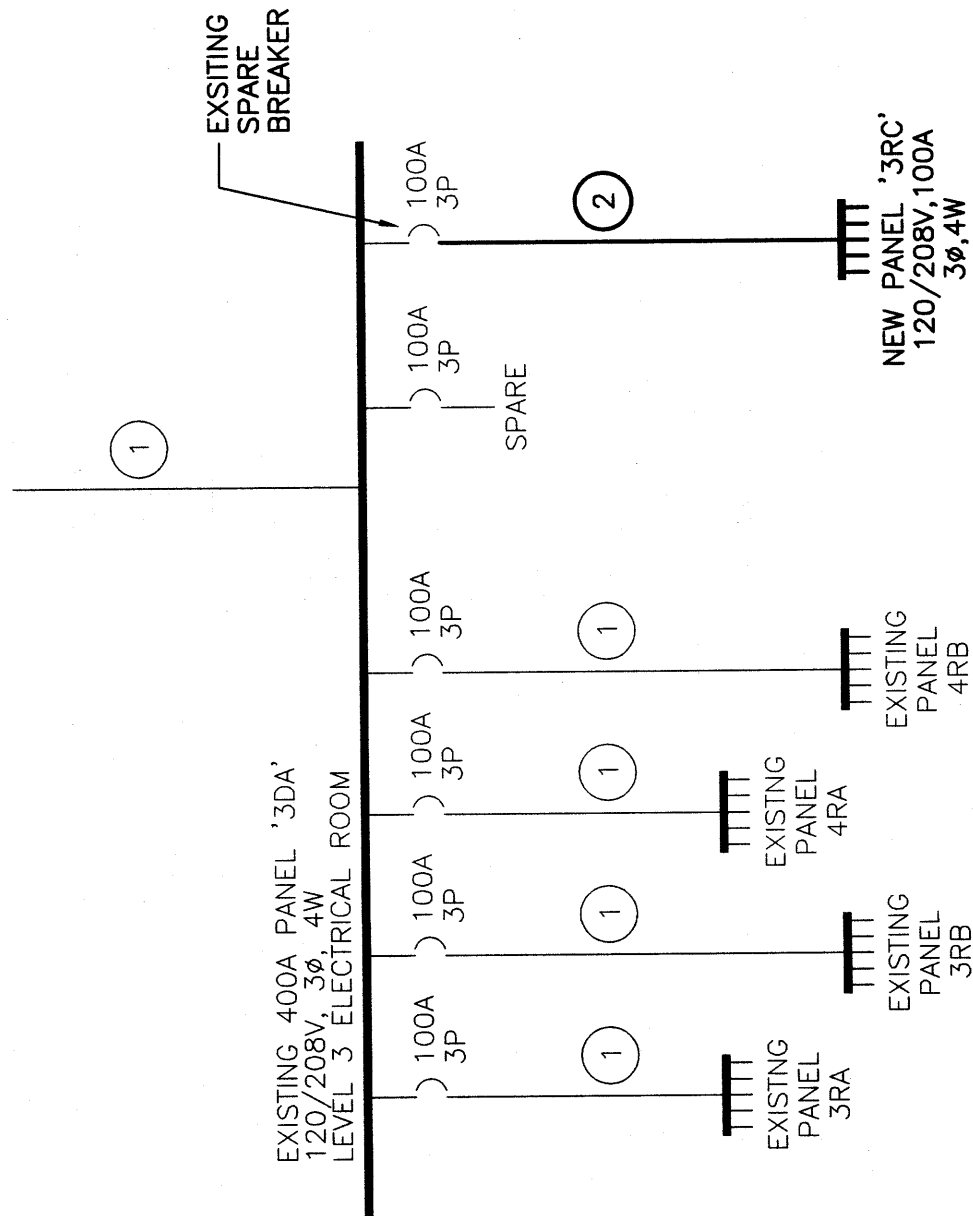 EXSITING
SPARE
BREAKER
1
EXISTING 400A PANEL '3DA'
120/208V, 3ø, 4W
LEVEL 3 ELECTRICAL ROOM
100A
3P
100A
3P
100A
3P
100A
3P
100A
3P
100A
3P
1
1
1
1
2
SPARE
EXISTNG
PANEL
3RA
EXISTING
PANEL
3RB
EXISTNG
PANEL
4RA
EXISTING
PANEL
4RB
NEW PANEL '3RC'
120/208V,100A
3ø,4W